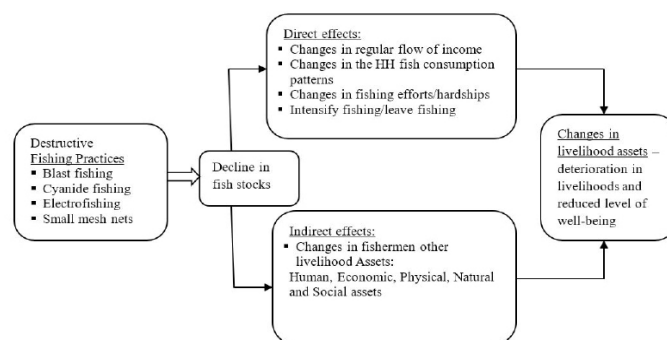 Destructive
Fishing Practices
▪ Blast fishing
▪ Cyanide fishing
▪ Electrofishing
▪ Small mesh nets
Decline in
fish stocks
Direct effects:
▪ Changes in regular flow of income
▪ Changes in the HH fish consumption
patterns
▪ Changes in fishing efforts/hardships
▪ Intensify fishing/leave fishing
Indirect effects:
▪ Changes in fishermen other
livelihood Assets:
Human, Economic, Physical, Natural
and Social assets
Changes in
livelihood assets –
deterioration in
livelihoods and
reduced level of
well-being